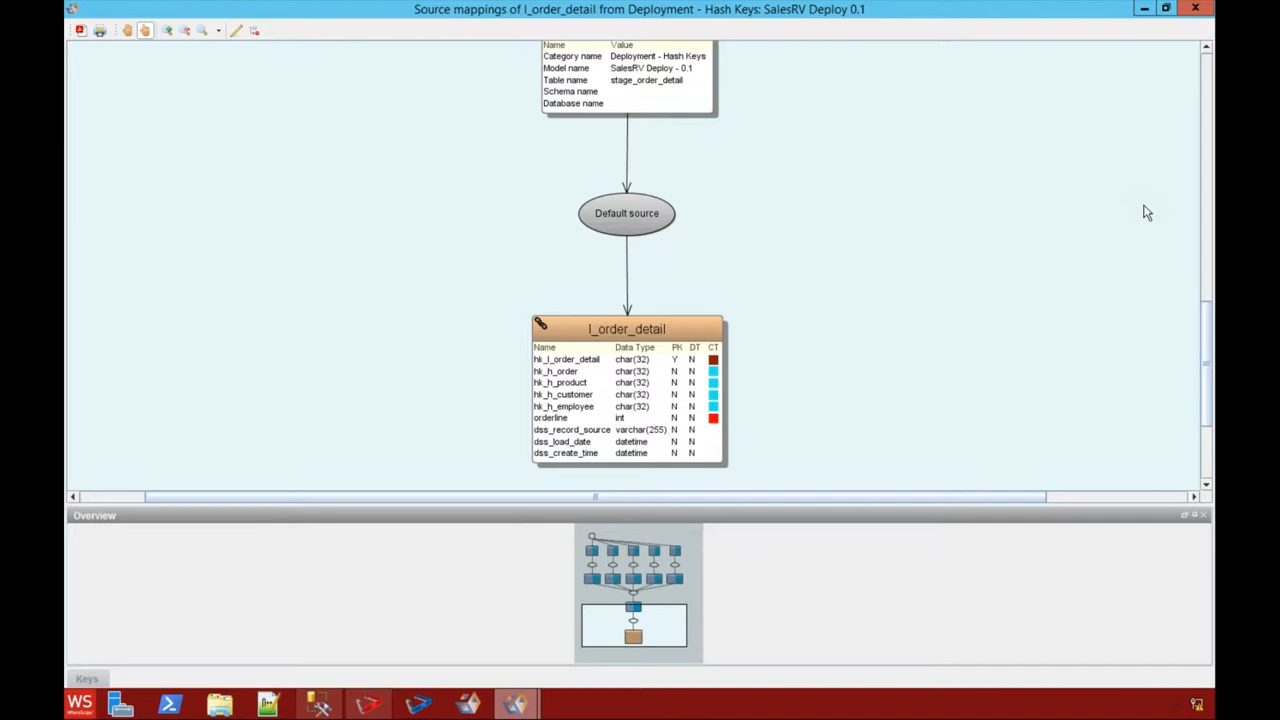 Source mappings of l_order_detail from Deployment - Hash Keys: SalesRV Deploy 0.1
Name Value
Category name Deployment - Hash Keys
Model name SalesRV Deploy - 0.1
Table name stage_order_detail
Schema name
Database name
Default source
l_order_detail
Name Data Type PK DT CT
hk_l_order_detail char(32) Y N
hk_h_order char(32) N N
hk_h_product char(32) N N
hk_h_customer char(32) N N
hk_h_employee char(32) N N
orderline int N N
dss_record_source varchar(255) N N
dss_load_date datetime N N
dss_create_time datetime N N
Overview
Keys
WS